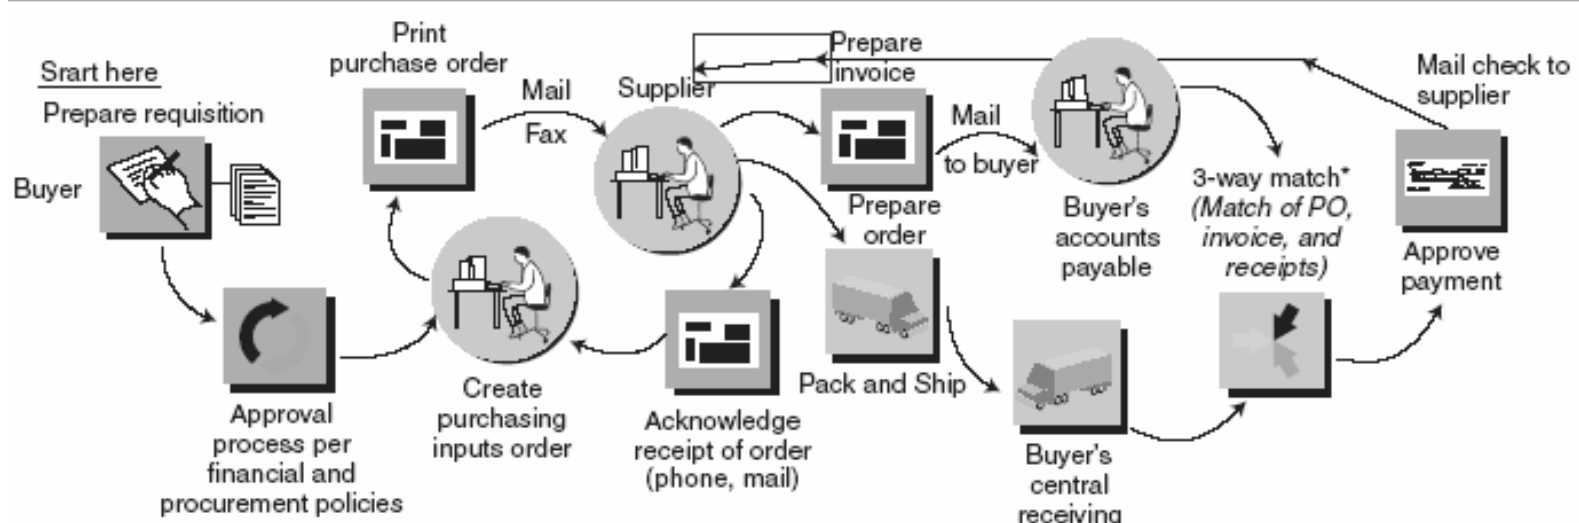 Srart here
Prepare requisition
Buyer
Approval
process per
financial and
procurement policies
Print
purchase order
Mail
Fax
Create
purchasing
inputs order
Supplier
Acknowledge
receipt of order
(phone, mail)
Prepare
invoice
Mail
to buyer
Prepare
order
Pack and Ship
Buyer's
accounts
payable
Buyer's
central
receiving
3-way match*
(Match of PO,
invoice, and
receipts)
Approve
payment
Mail check to
supplier